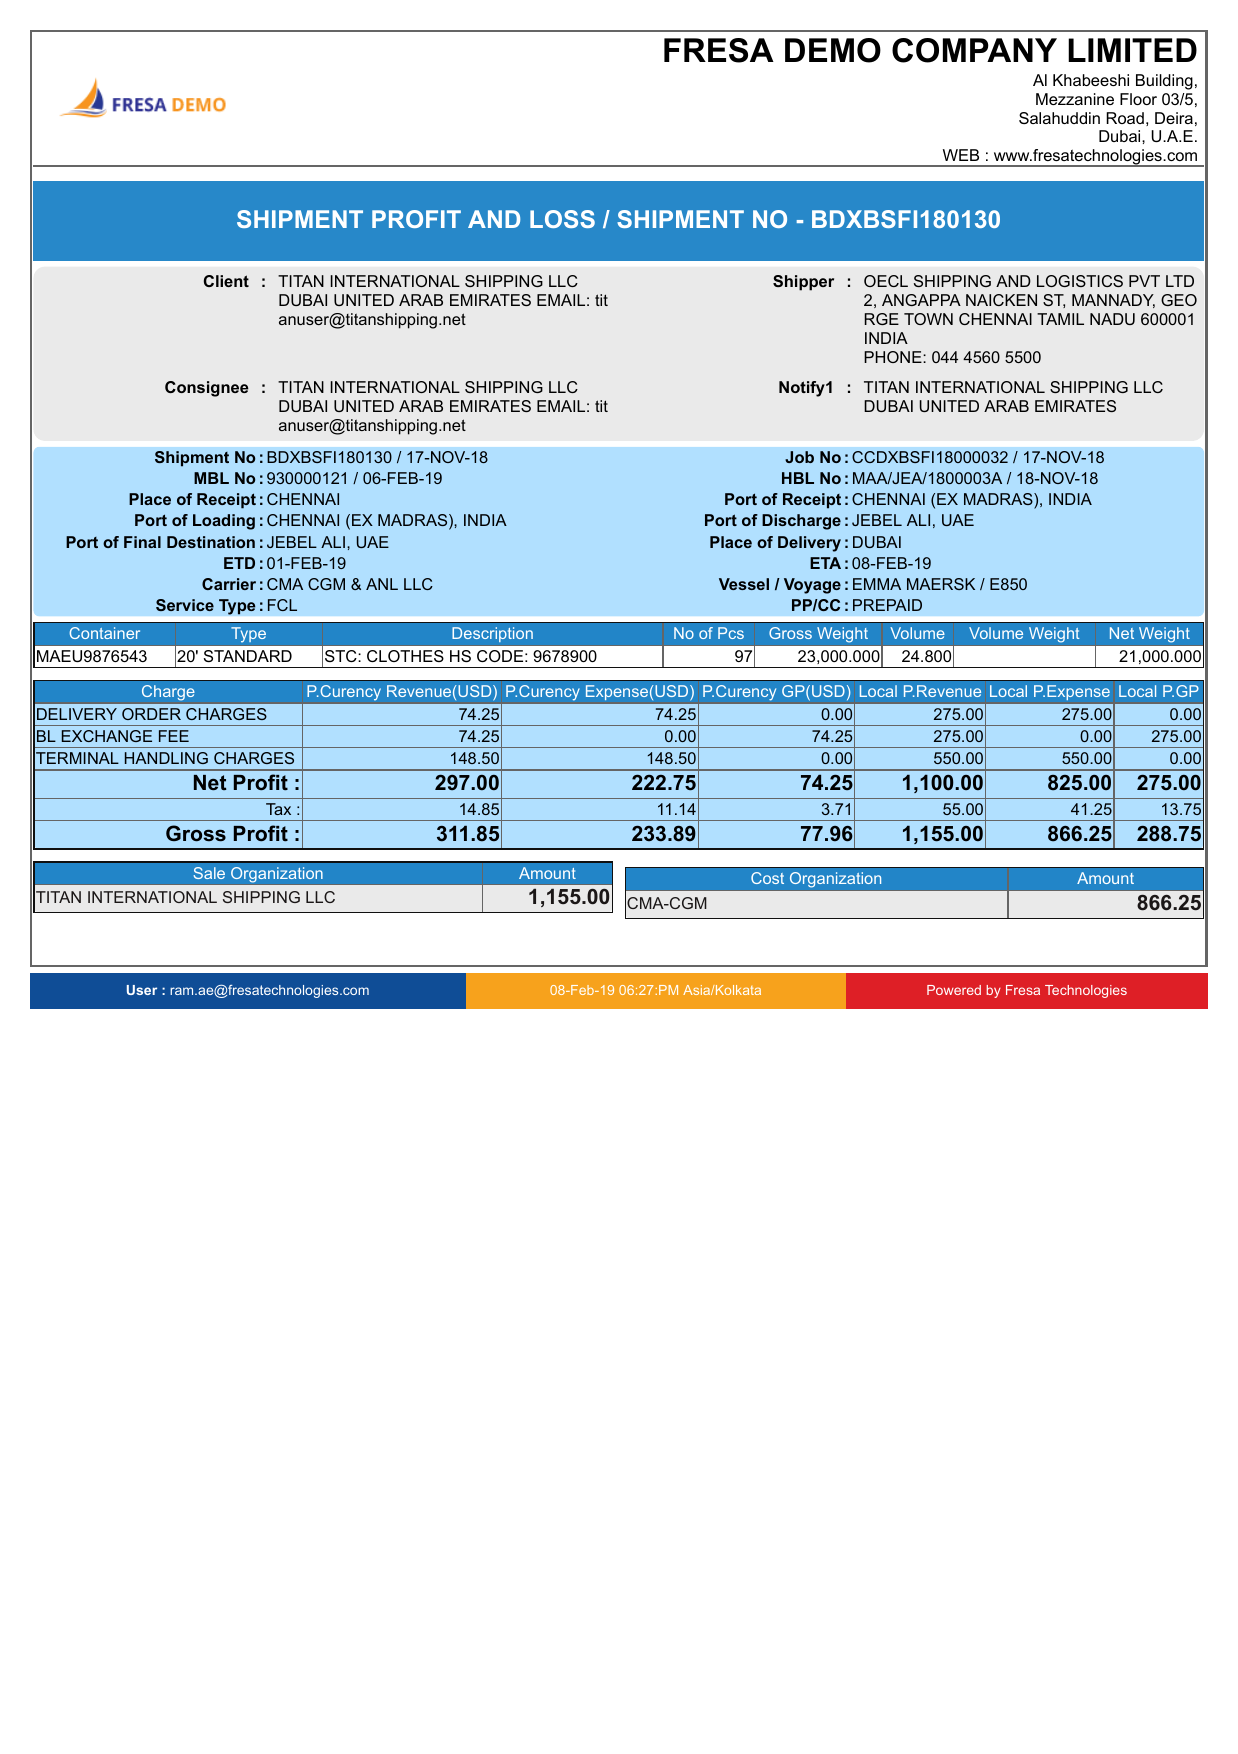 FRESA DEMO COMPANY LIMITED
Al Khabeeshi Building,
Mezzanine Floor 03/5,
Salahuddin Road, Deira,
Dubai, U.A.E.
WEB : www.fresatechnologies.com
FRESA DEMO
SHIPMENT PROFIT AND LOSS / SHIPMENT NO - BDXBSFI180130
Client : TITAN INTERNATIONAL SHIPPING LLC
DUBAI UNITED ARAB EMIRATES EMAIL: tit
anuser@titanshipping.net
Shipper : OECL SHIPPING AND LOGISTICS PVT LTD
2, ANGAPPA NAICKEN ST, MANNADY, GEO
RGE TOWN CHENNAI TAMIL NADU 600001
INDIA
PHONE: 044 4560 5500
Consignee : TITAN INTERNATIONAL SHIPPING LLC
DUBAI UNITED ARAB EMIRATES EMAIL: tit
anuser@titanshipping.net
Notify1 : TITAN INTERNATIONAL SHIPPING LLC
DUBAI UNITED ARAB EMIRATES
Shipment No : BDXBSFI180130 / 17-NOV-18 Job No : CCDXBSFI18000032 / 17-NOV-18
MBL No : 930000121 / 06-FEB-19 HBL No : MAA/JEA/1800003A / 18-NOV-18
Place of Receipt : CHENNAI Port of Receipt : CHENNAI (EX MADRAS), INDIA
Port of Loading : CHENNAI (EX MADRAS), INDIA Port of Discharge : JEBEL ALI, UAE
Port of Final Destination : JEBEL ALI, UAE Place of Delivery : DUBAI
ETD : 01-FEB-19 ETA : 08-FEB-19
Carrier : CMA CGM & ANL LLC Vessel / Voyage : EMMA MAERSK / E850
Service Type : FCL PP/CC : PREPAID
Container Type Description No of Pcs Gross Weight Volume Volume Weight Net Weight
MAEU9876543 20' STANDARD STC: CLOTHES HS CODE: 9678900 97 23,000.000 24.800 21,000.000
Charge P.Curency Revenue(USD) P.Curency Expense(USD) P.Curency GP(USD) Local P.Revenue Local P.Expense Local P.GP
DELIVERY ORDER CHARGES 74.25 74.25 0.00 275.00 275.00 0.00
BL EXCHANGE FEE 74.25 0.00 74.25 275.00 0.00 275.00
TERMINAL HANDLING CHARGES 148.50 148.50 0.00 550.00 550.00 0.00
Net Profit : 297.00 222.75 74.25 1,100.00 825.00 275.00
Tax : 14.85 11.14 3.71 55.00 41.25 13.75
Gross Profit : 311.85 233.89 77.96 1,155.00 866.25 288.75
Sale Organization Amount
TITAN INTERNATIONAL SHIPPING LLC 1,155.00
Cost Organization Amount
CMA-CGM 866.25
User : ram.ae@fresatechnologies.com 08-Feb-19 06:27:PM Asia/Kolkata Powered by Fresa Technologies